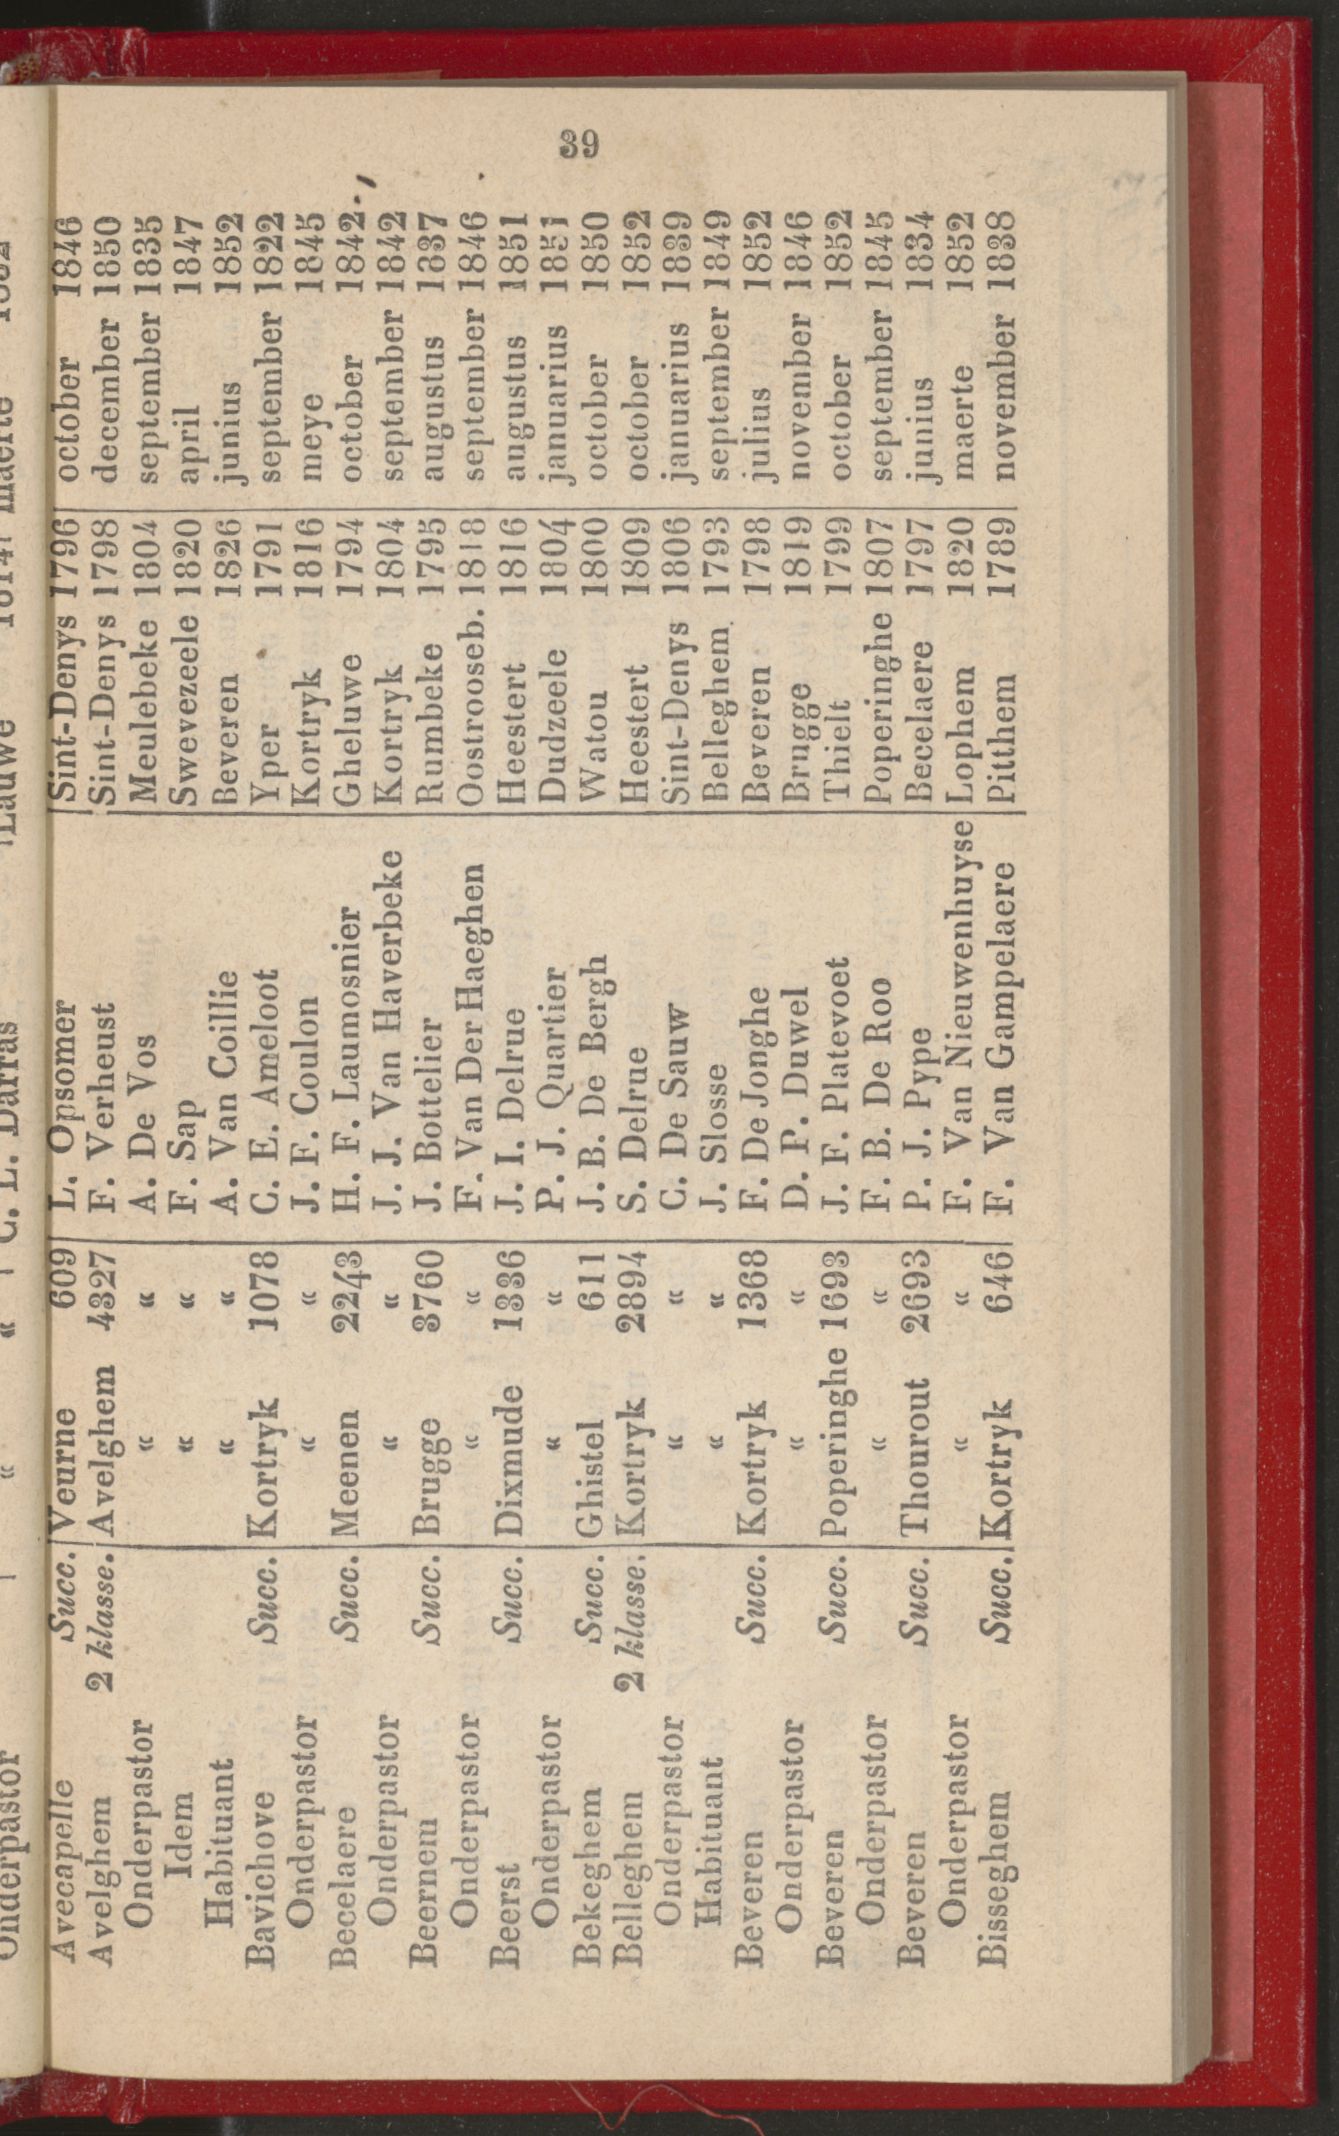 39
Avecapelle Succ. Veurne 609 L. Opsomer Sint-Denys 1796 october 1846
Avelghem 2 klasse. Avelghem 4327 F. Verheust Sint-Denys 1798 december 1850
Onderpastor « « A. De Vos Meulebeke 1804 september 1835
Idem « « F. Sap Swevezeele 1820 april 1847
Habituant « « A. Van Coillie Beveren 1826 junius 1852
Bavichove Succ. Kortryk 1078 C. E. Ameloot Yper 1791 september 1822
Onderpastor « « J. F. Coulon Kortryk 1816 meye 1845
Becelaere Succ. Meenen 2243 H. F. Laumosnier Gheluwe 1794 october 1842
Onderpastor « « J. J. Van Haverbeke Kortryk 1804 september 1842
Beernem Succ. Brugge 3760 J. Bottelier Rumbeke 1795 augustus 1837
Onderpastor « « F. Van Der Haeghen Oostrooseb. 1818 september 1846
Beerst Succ. Dixmude 1336 J. I. Delrue Heestert 1816 augustus 1851
Onderpastor « « P. J. Quartier Dudzeele 1804 januarius 1851
Bekeghem Succ. Ghistel 611 J. B. De Bergh Watou 1800 october 1850
Belleghem 2 klasse. Kortryk 2894 S. Delrue Heestert 1809 october 1852
Onderpastor « « C. De Sauw Sint-Denys 1806 januarius 1839
Habituant « « J. Slosse Belleghem 1793 september 1849
Beveren Succ. Kortryk 1368 F. De Jonghe Beveren 1798 julius 1852
Onderpastor « « D. P. Duwel Brugge 1819 november 1846
Beveren Succ. Poperinghe 1693 J. F. Platevoet Thielt 1799 october 1852
Onderpastor « « F. B. De Roo Poperinghe 1807 september 1845
Beveren Succ. Thourout 2693 P. J. Pype Becelaere 1797 junius 1834
Onderpastor « « F. Van Nieuwenhuyse Lophem 1820 maerte 1852
Bisseghem Succ. Kortryk 646 F. Van Gampelaere Pitthem 1789 november 1838